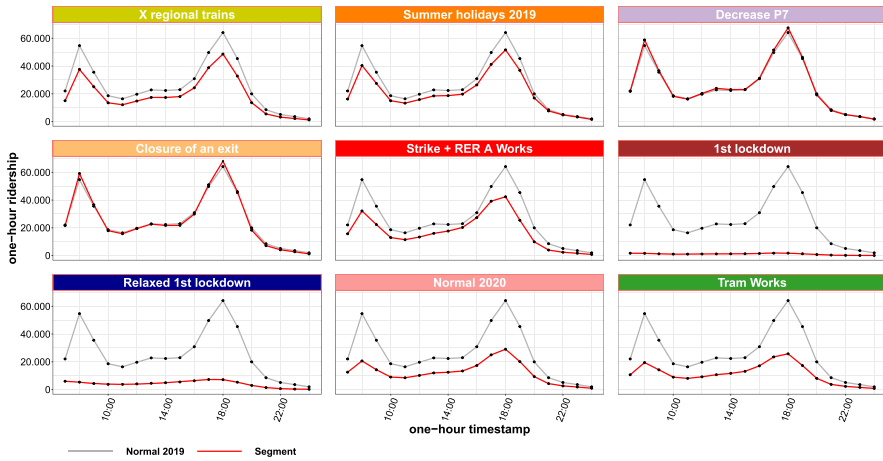 X regional trains
Summer holidays 2019
Decrease P7
60.000
40.000
20.000
0
Closure of an exit
Strike + RER A Works
1st lockdown
60.000
40.000
20.000
0
Relaxed 1st lockdown
Normal 2020
Tram Works
60.000
40.000
20.000
0
one−hour ridership
10:00 14:00 18:00 22:00 10:00 14:00 18:00 22:00 10:00 14:00 18:00 22:00
one−hour timestamp
Normal 2019 Segment